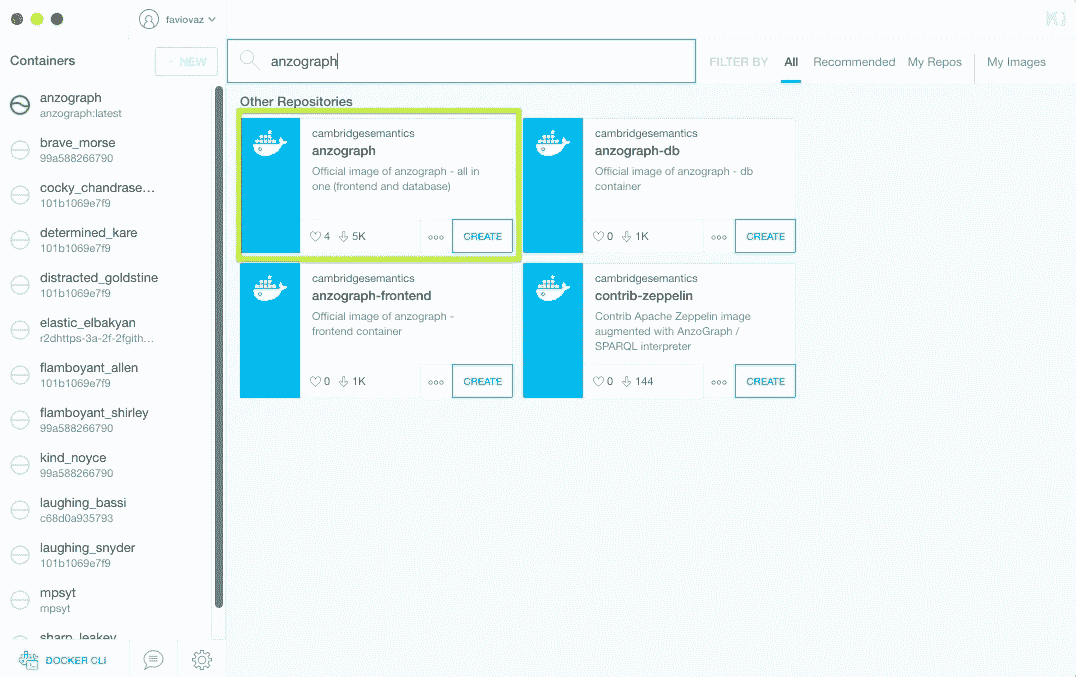 faviovaz
Containers
NEW
anzograph
anzograph:latest
brave_morse
99a588266790
cocky_chandrase...
101b1069e7f9
determined_kare
101b1069e7f9
distracted_goldstine
101b1069e7f9
elastic_elbakyan
r2dhttps-3a-2f-2fgith...
flamboyant_allen
101b1069e7f9
flamboyant_shirley
99a588266790
kind_noyce
99a588266790
laughing_bassi
c68d0a935793
laughing_snyder
101b1069e7f9
mpsyt
mpsyt
sharp_leakey
DOCKER CLI
anzograph
FILTER BY All Recommended My Repos My Images
Other Repositories
cambridgesemantics
anzograph
Official image of anzograph - all in
one (frontend and database)
4 5K
CREATE
cambridgesemantics
anzograph-db
Official image of anzograph - db
container
0 1K
CREATE
cambridgesemantics
anzograph-frontend
Official image of anzograph -
frontend container
0 1K
CREATE
cambridgesemantics
contrib-zeppelin
Contrib Apache Zeppelin image
augmented with AnzoGraph /
SPARQL interpreter
0 144
CREATE